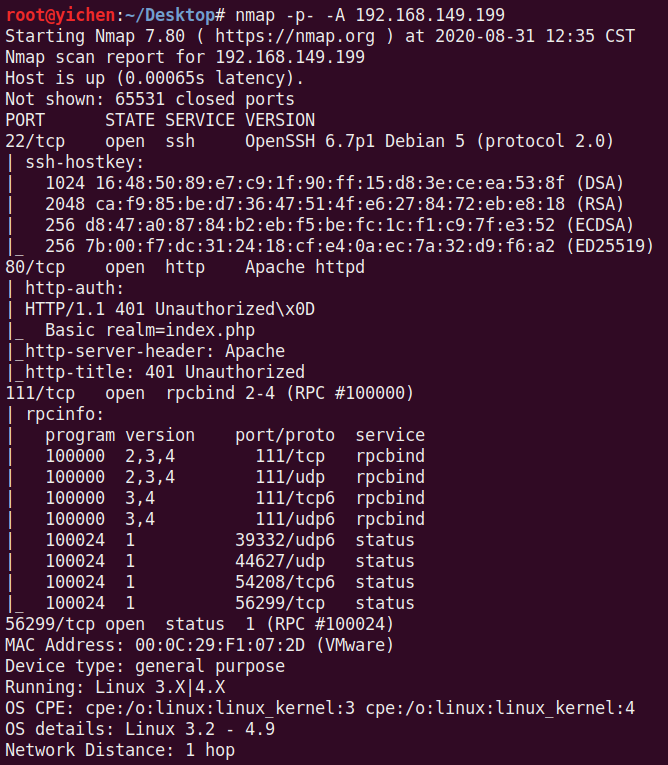 root@yichen:~/Desktop# nmap -p- -A 192.168.149.199
Starting Nmap 7.80 ( https://nmap.org ) at 2020-08-31 12:35 CST
Nmap scan report for 192.168.149.199
Host is up (0.00065s latency).
Not shown: 65531 closed ports
PORT      STATE SERVICE VERSION
22/tcp    open  ssh     OpenSSH 6.7p1 Debian 5 (protocol 2.0)
| ssh-hostkey:
|   1024 16:48:50:89:e7:c9:1f:90:ff:15:d8:3e:ce:ea:53:8f (DSA)
|   2048 ca:f9:85:be:d7:36:47:51:4f:e6:27:84:72:eb:e8:18 (RSA)
|   256 d8:47:a0:87:84:b2:eb:f5:be:fc:1c:f1:c9:7f:e3:52 (ECDSA)
|_  256 7b:00:f7:dc:31:24:18:cf:e4:0a:ec:7a:32:d9:f6:a2 (ED25519)
80/tcp    open  http    Apache httpd
| http-auth:
| HTTP/1.1 401 Unauthorized\x0D
|_  Basic realm=index.php
|_http-server-header: Apache
|_http-title: 401 Unauthorized
111/tcp   open  rpcbind 2-4 (RPC #100000)
| rpcinfo:
|   program version    port/proto  service
|   100000  2,3,4        111/tcp   rpcbind
|   100000  2,3,4        111/udp   rpcbind
|   100000  3,4          111/tcp6  rpcbind
|   100000  3,4          111/udp6  rpcbind
|   100024  1          39332/udp6  status
|   100024  1          44627/udp   status
|   100024  1          54208/tcp6  status
|_  100024  1          56299/tcp   status
56299/tcp open  status  1 (RPC #100024)
MAC Address: 00:0C:29:F1:07:2D (VMware)
Device type: general purpose
Running: Linux 3.X|4.X
OS CPE: cpe:/o:linux:linux_kernel:3 cpe:/o:linux:linux_kernel:4
OS details: Linux 3.2 - 4.9
Network Distance: 1 hop